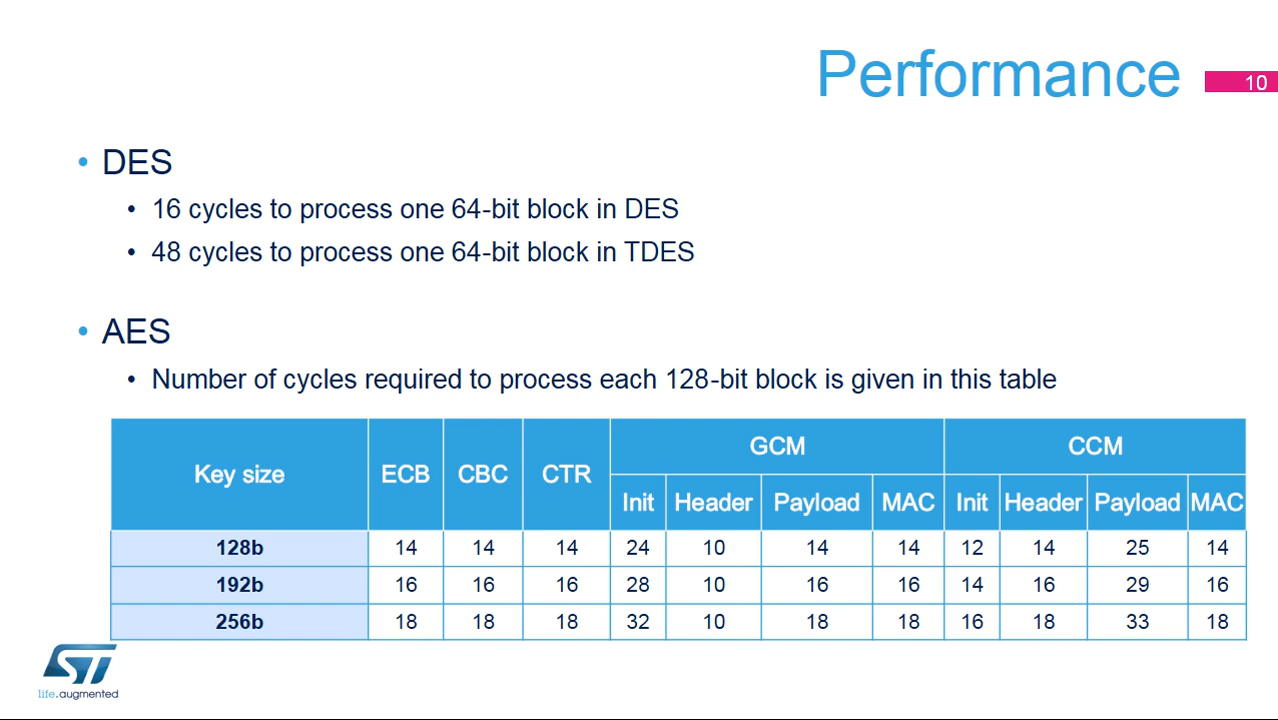 Performance
10
• DES
• 16 cycles to process one 64-bit block in DES
• 48 cycles to process one 64-bit block in TDES
• AES
• Number of cycles required to process each 128-bit block is given in this table
Key size ECB CBC CTR GCM CCM
Init Header Payload MAC Init Header Payload MAC
128b 14 14 14 24 10 14 14 12 14 25 14
192b 16 16 16 28 10 16 16 14 16 29 16
256b 18 18 18 32 10 18 18 16 18 33 18
ST
life.augmented